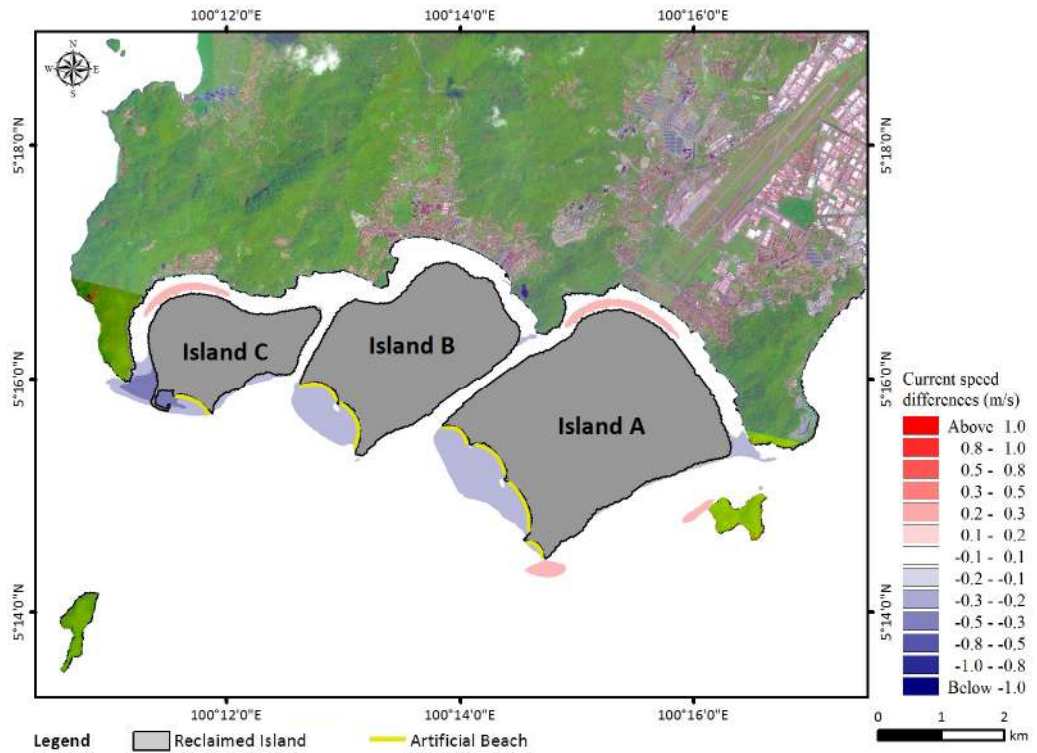 100°12'0"E 100°14'0"E 100°16'0"E
N
W E
S
5°18'0"N 5°18'0"N
5°16'0"N 5°16'0"N
5°14'0"N 5°14'0"N
Island C
Island B
Island A
Current speed
differences (m/s)
Above 1.0
0.8 - 1.0
0.5 - 0.8
0.3 - 0.5
0.2 - 0.3
0.1 - 0.2
-0.1 - 0.1
-0.2 - -0.1
-0.3 - -0.2
-0.5 - -0.3
-0.8 - -0.5
-1.0 - -0.8
Below -1.0
100°12'0"E 100°14'0"E 100°16'0"E
0 1 2
km
Legend Reclaimed Island Artificial Beach